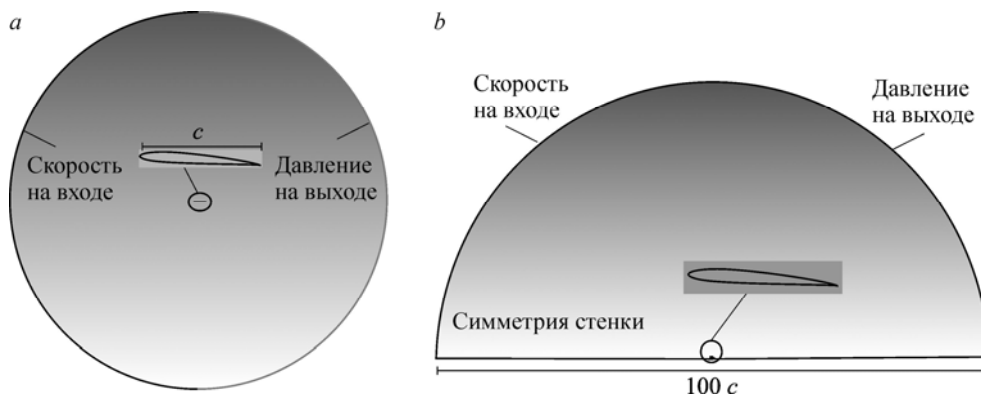 a
c
Скорость
на входе
Давление
на выходе
b
Скорость
на входе
Давление
на выходе
Симметрия стенки
100 c